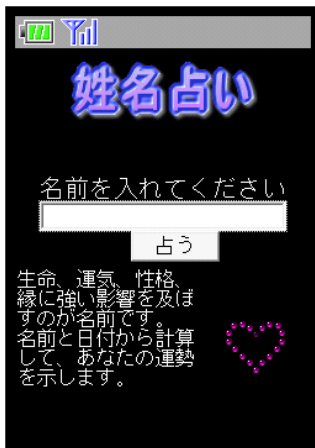 姓名占い
名前を入れてください
占う
生命、運気、性格、
縁に強い影響を及ぼ
すのが名前です。
名前と日付から計算
して、あなたの運勢
を示します。